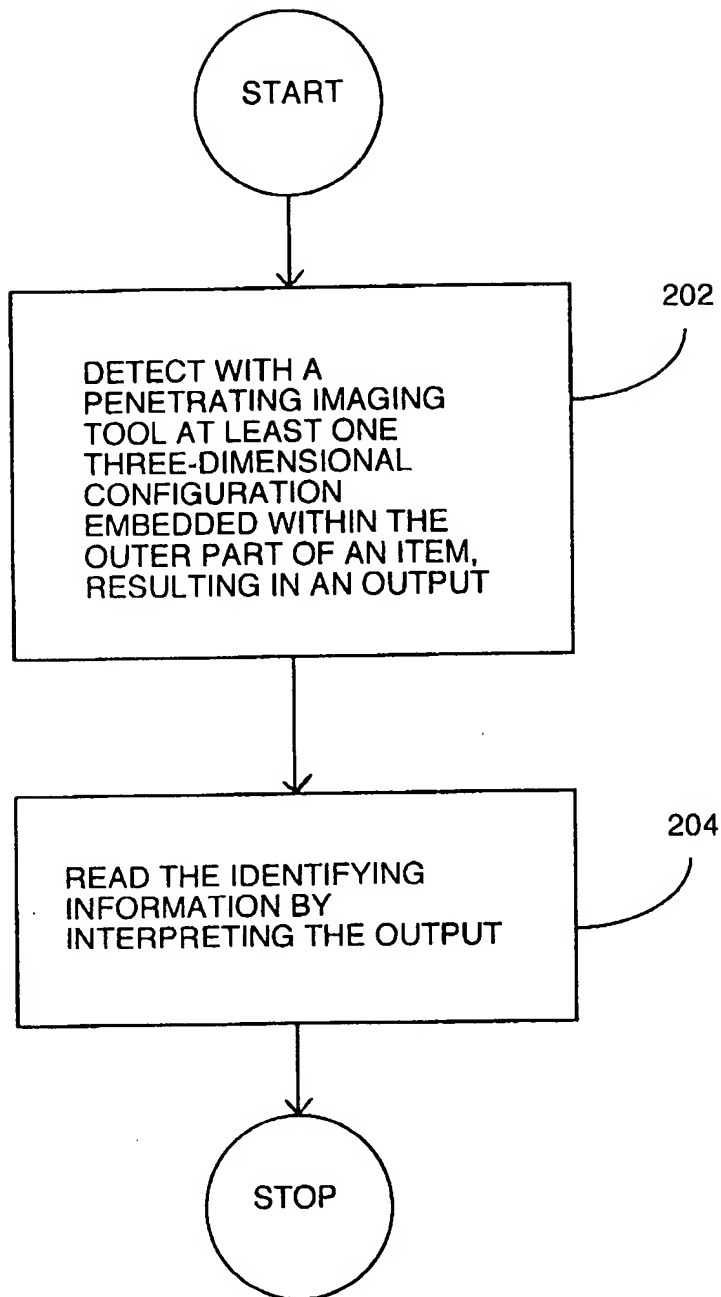 START
202
DETECT WITH A
PENETRATING IMAGING
TOOL AT LEAST ONE
THREE-DIMENSIONAL
CONFIGURATION
EMBEDDED WITHIN THE
OUTER PART OF AN ITEM,
RESULTING IN AN OUTPUT
204
READ THE IDENTIFYING
INFORMATION BY
INTERPRETING THE OUTPUT
STOP